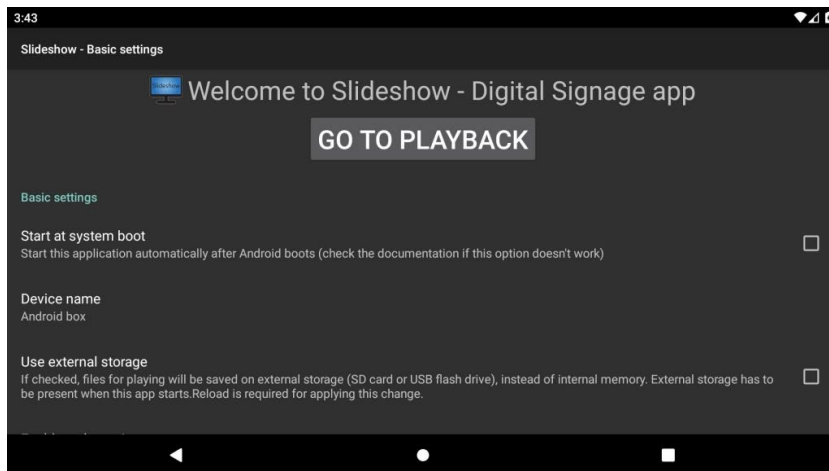 3:43
Slideshow - Basic settings
Slideshow
Welcome to Slideshow - Digital Signage app
GO TO PLAYBACK
Basic settings
Start at system boot
Start this application automatically after Android boots (check the documentation if this option doesn't work)
Device name
Android box
Use external storage
If checked, files for playing will be saved on external storage (SD card or USB flash drive), instead of internal memory. External storage has to
be present when this app starts.Reload is required for applying this change.